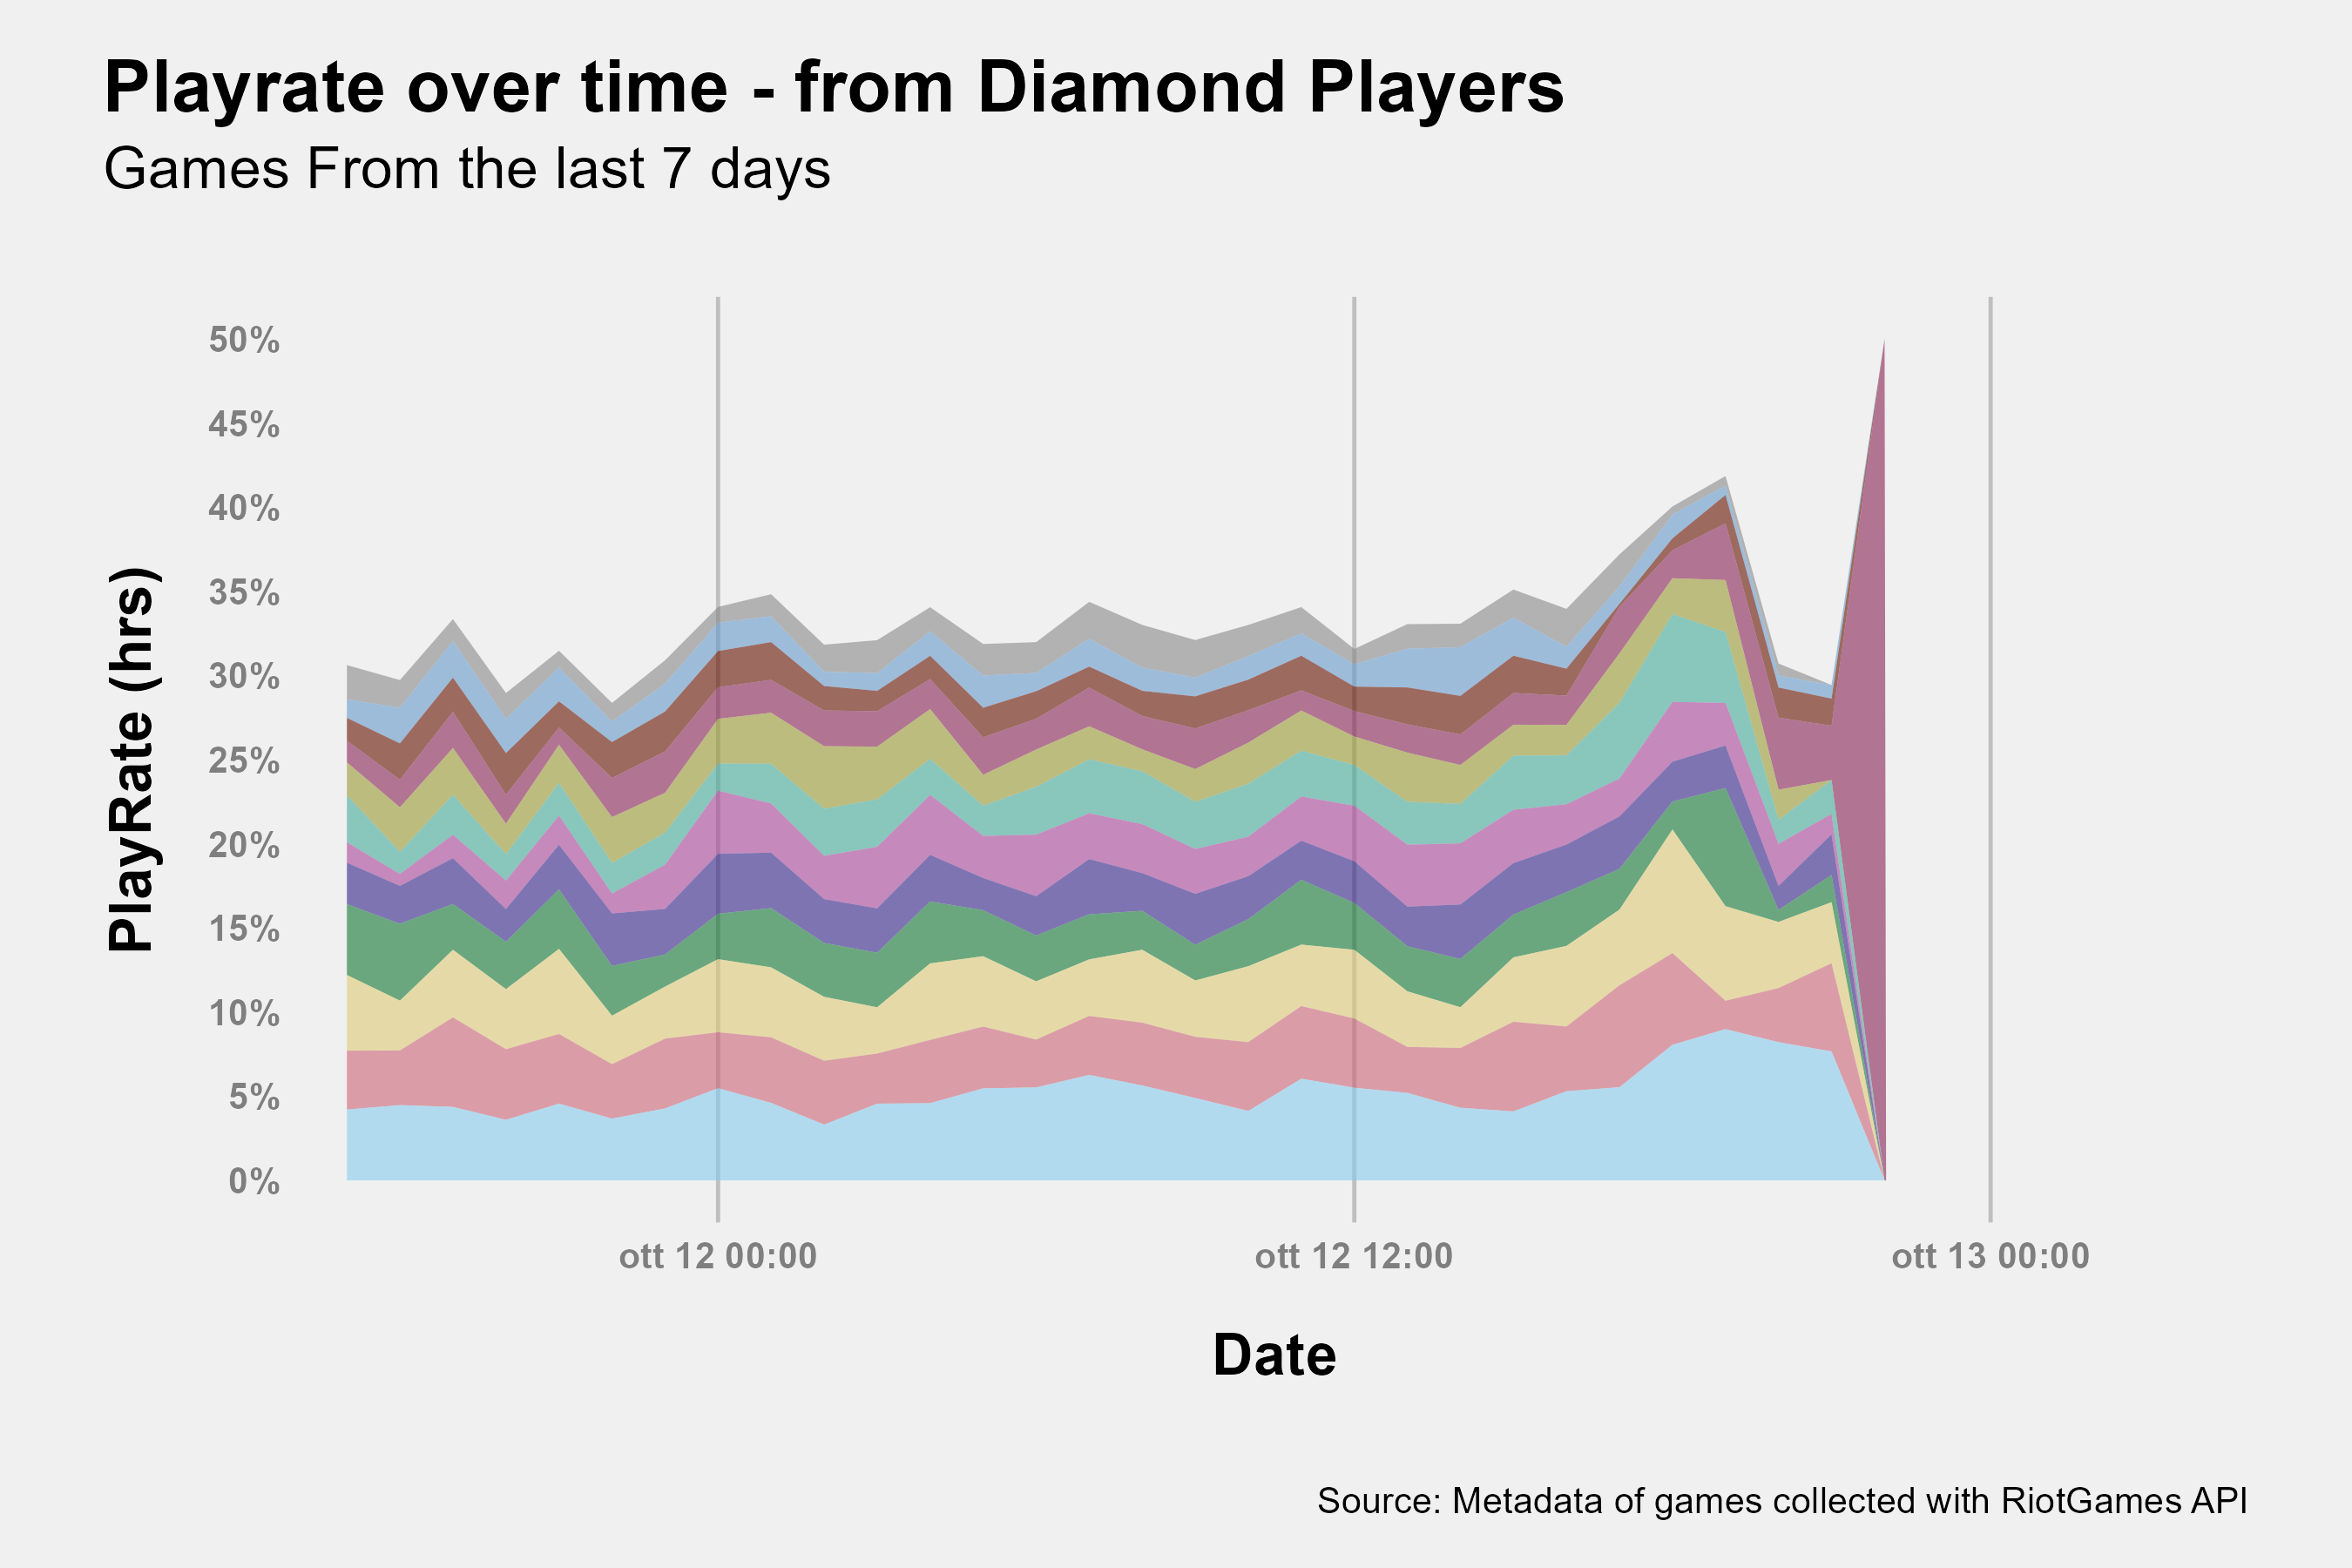 Playrate over time - from Diamond Players
Games From the last 7 days
PlayRate (hrs)
50%
45%
40%
35%
30%
25%
20%
15%
10%
5%
0%
ott 12 00:00
ott 12 12:00
ott 13 00:00
Date
Source: Metadata of games collected with RiotGames API